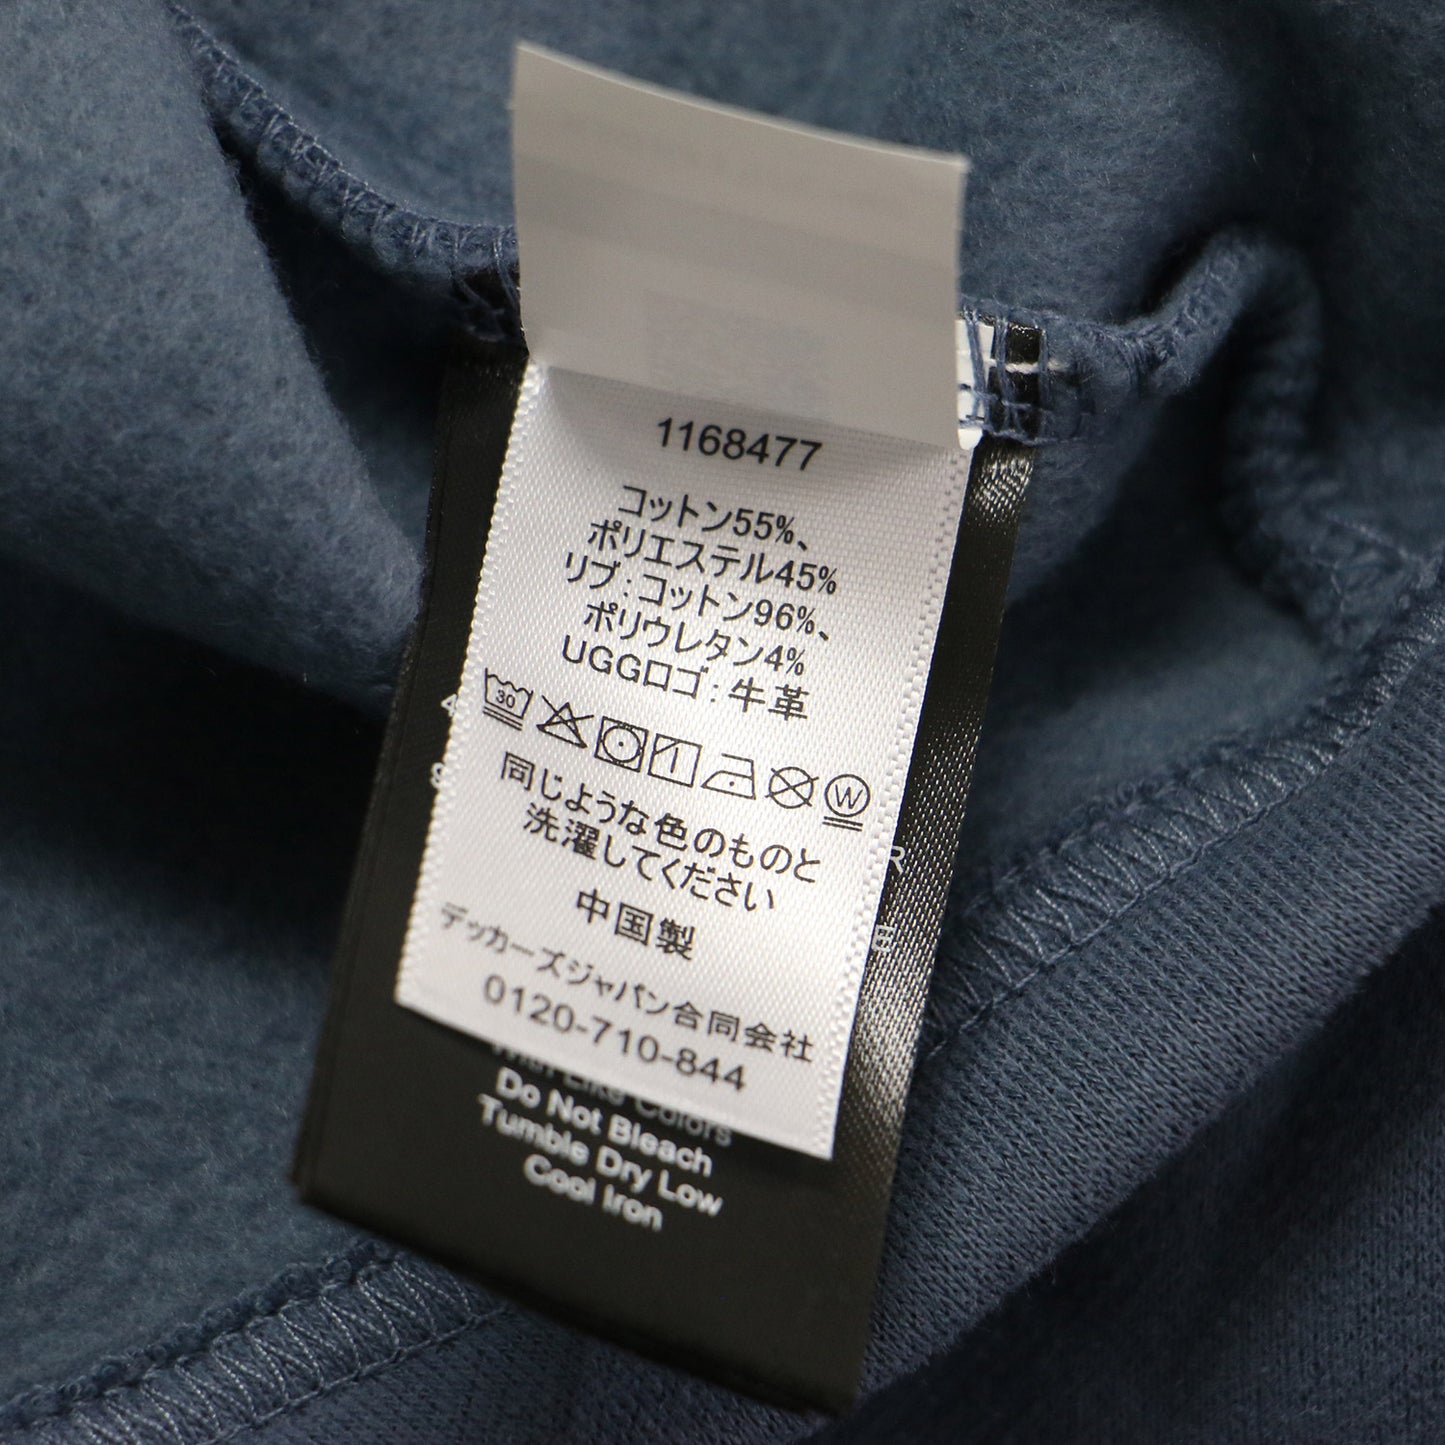 1168477
コットン55%、
ポリエステル45%
リブ:コットン96%、
ポリウレタン4%
UGGロゴ:牛革
30
W
同じような色のものと
洗濯してください
中国製
デッカーズジャパン合同会社
0120-710-844
With Like Colors
Do Not Bleach
Tumble Dry Low
Cool Iron